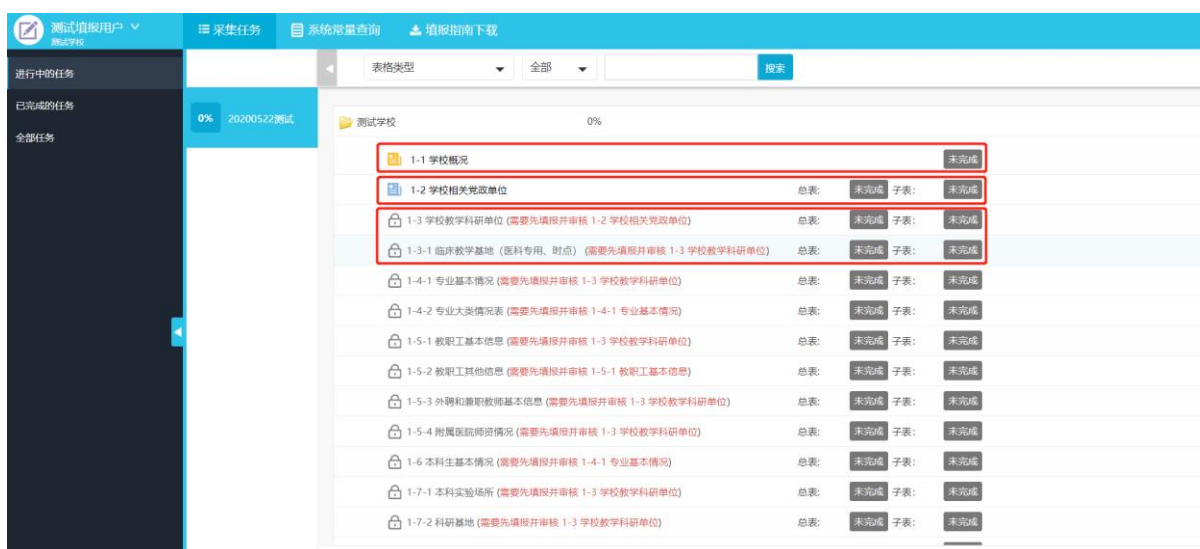 测试填报用户
测试学校
采集任务 系统常量查询 填报指南下载
进行中的任务
已完成的任务
全部任务
0% 20200522测试
表格类型 全部 搜索
测试学校 0%
1-1 学校概况 未完成
1-2 学校相关党政单位 总表: 未完成 子表: 未完成
1-3 学校教学科研单位 (需要先填报并审核 1-2 学校相关党政单位) 总表: 未完成 子表: 未完成
1-3-1 临床教学基地（医科专用、时点） (需要先填报并审核 1-3 学校教学科研单位) 总表: 未完成 子表: 未完成
1-4-1 专业基本情况 (需要先填报并审核 1-3 学校教学科研单位) 总表: 未完成 子表: 未完成
1-4-2 专业大类情况表 (需要先填报并审核 1-4-1 专业基本情况) 总表: 未完成 子表: 未完成
1-5-1 教职工基本信息 (需要先填报并审核 1-3 学校教学科研单位) 总表: 未完成 子表: 未完成
1-5-2 教职工其他信息 (需要先填报并审核 1-5-1 教职工基本信息) 总表: 未完成 子表: 未完成
1-5-3 外聘和兼职教师基本信息 (需要先填报并审核 1-3 学校教学科研单位) 总表: 未完成 子表: 未完成
1-5-4 附属医院师资情况 (需要先填报并审核 1-3 学校教学科研单位) 总表: 未完成 子表: 未完成
1-6 本科生基本情况 (需要先填报并审核 1-4-1 专业基本情况) 总表: 未完成 子表: 未完成
1-7-1 本科实验场所 (需要先填报并审核 1-3 学校教学科研单位) 总表: 未完成 子表: 未完成
1-7-2 科研基地 (需要先填报并审核 1-3 学校教学科研单位) 总表: 未完成 子表: 未完成